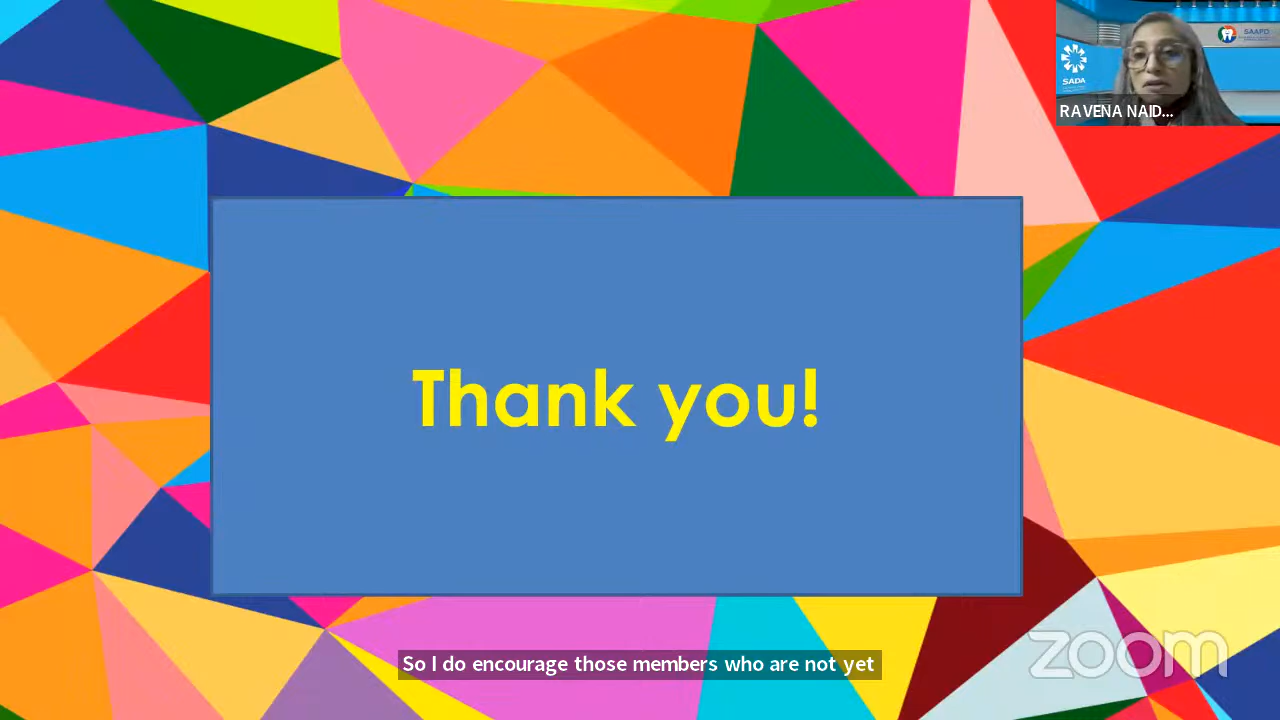 SAAPD
SADA
RAVENA NAID...
Thank you!
zoom
So I do encourage those members who are not yet